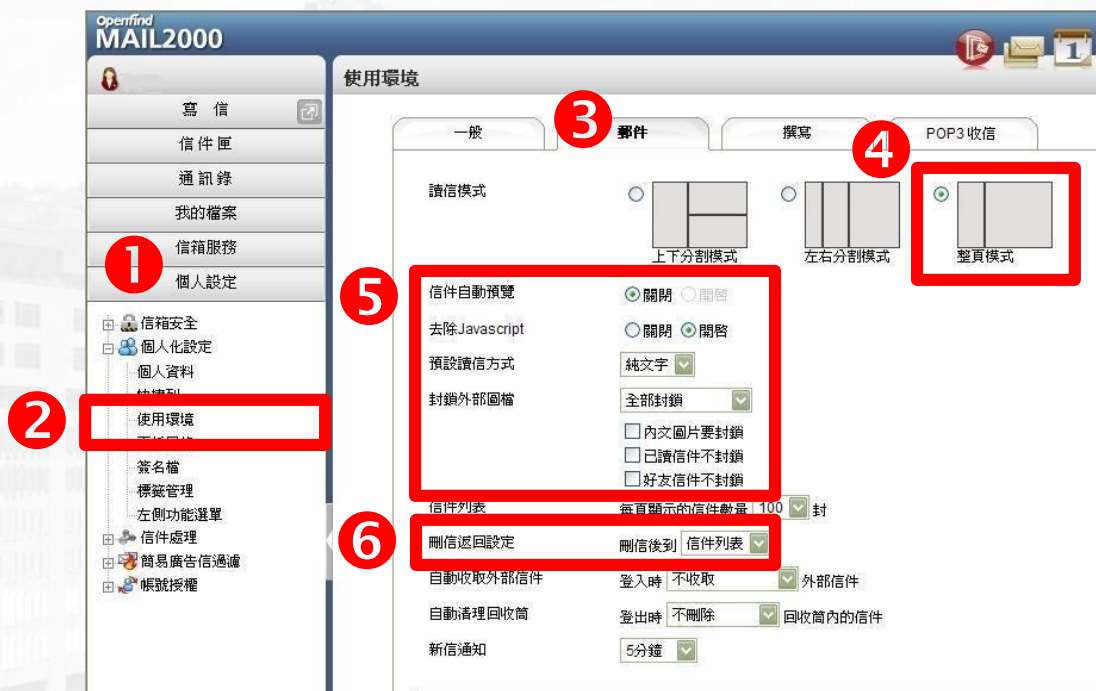 Openfind
MAIL2000
1
使用環境
寫 信
信件匣
通訊錄
我的檔案
信箱服務
個人設定
1
信箱安全
個人化設定
個人資料
2
使用環境
簽名檔
標籤管理
左側功能選單
信件處理
簡易廣告信過濾
帳號授權
一般
3
郵件
撰寫
4
POP3收信
讀信模式
上下分割模式
左右分割模式
整頁模式
5
信件自動預覽
關閉 開啓
去除Javascript
關閉 開啓
預設讀信方式
純文字
封鎖外部圖檔
全部封鎖
內文圖片要封鎖
已讀信件不封鎖
好友信件不封鎖
信件列表 每頁顯示的信件數量 100 封
6
刪信返回設定 刪信後到 信件列表
自動收取外部信件 登入時 不收取 外部信件
自動清理回收筒 登出時 不刪除 回收筒內的信件
新信通知 5分鐘